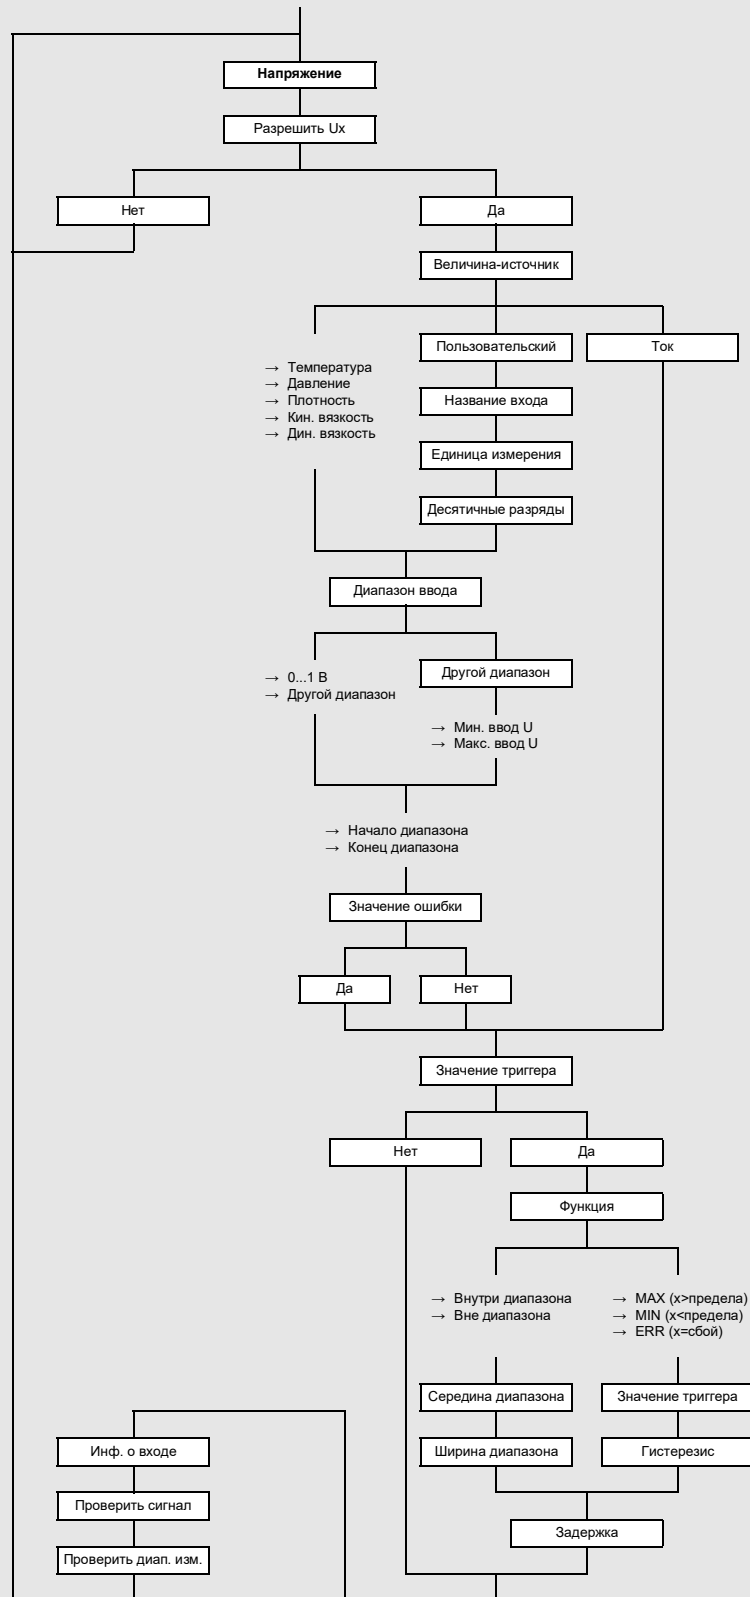 Напряжение
Разрешить Ux
Нет
Да
Величина-источник
Пользовательский
Ток
→ Температура
→ Давление
→ Плотность
→ Кин. вязкость
→ Дин. вязкость
Название входа
Единица измерения
Десятичные разряды
Диапазон ввода
→ 0...1 В
→ Другой диапазон
Другой диапазон
→ Мин. ввод U
→ Макс. ввод U
→ Начало диапазона
→ Конец диапазона
Значение ошибки
Да
Нет
Значение триггера
Нет
Да
Функция
→ Внутри диапазона
→ Вне диапазона
→ MAX (x>предела)
→ MIN (x<предела)
→ ERR (x=сбой)
Середина диапазона
Значение триггера
Инф. о входе
Ширина диапазона
Гистерезис
Проверить сигнал
Задержка
Проверить диап. изм.